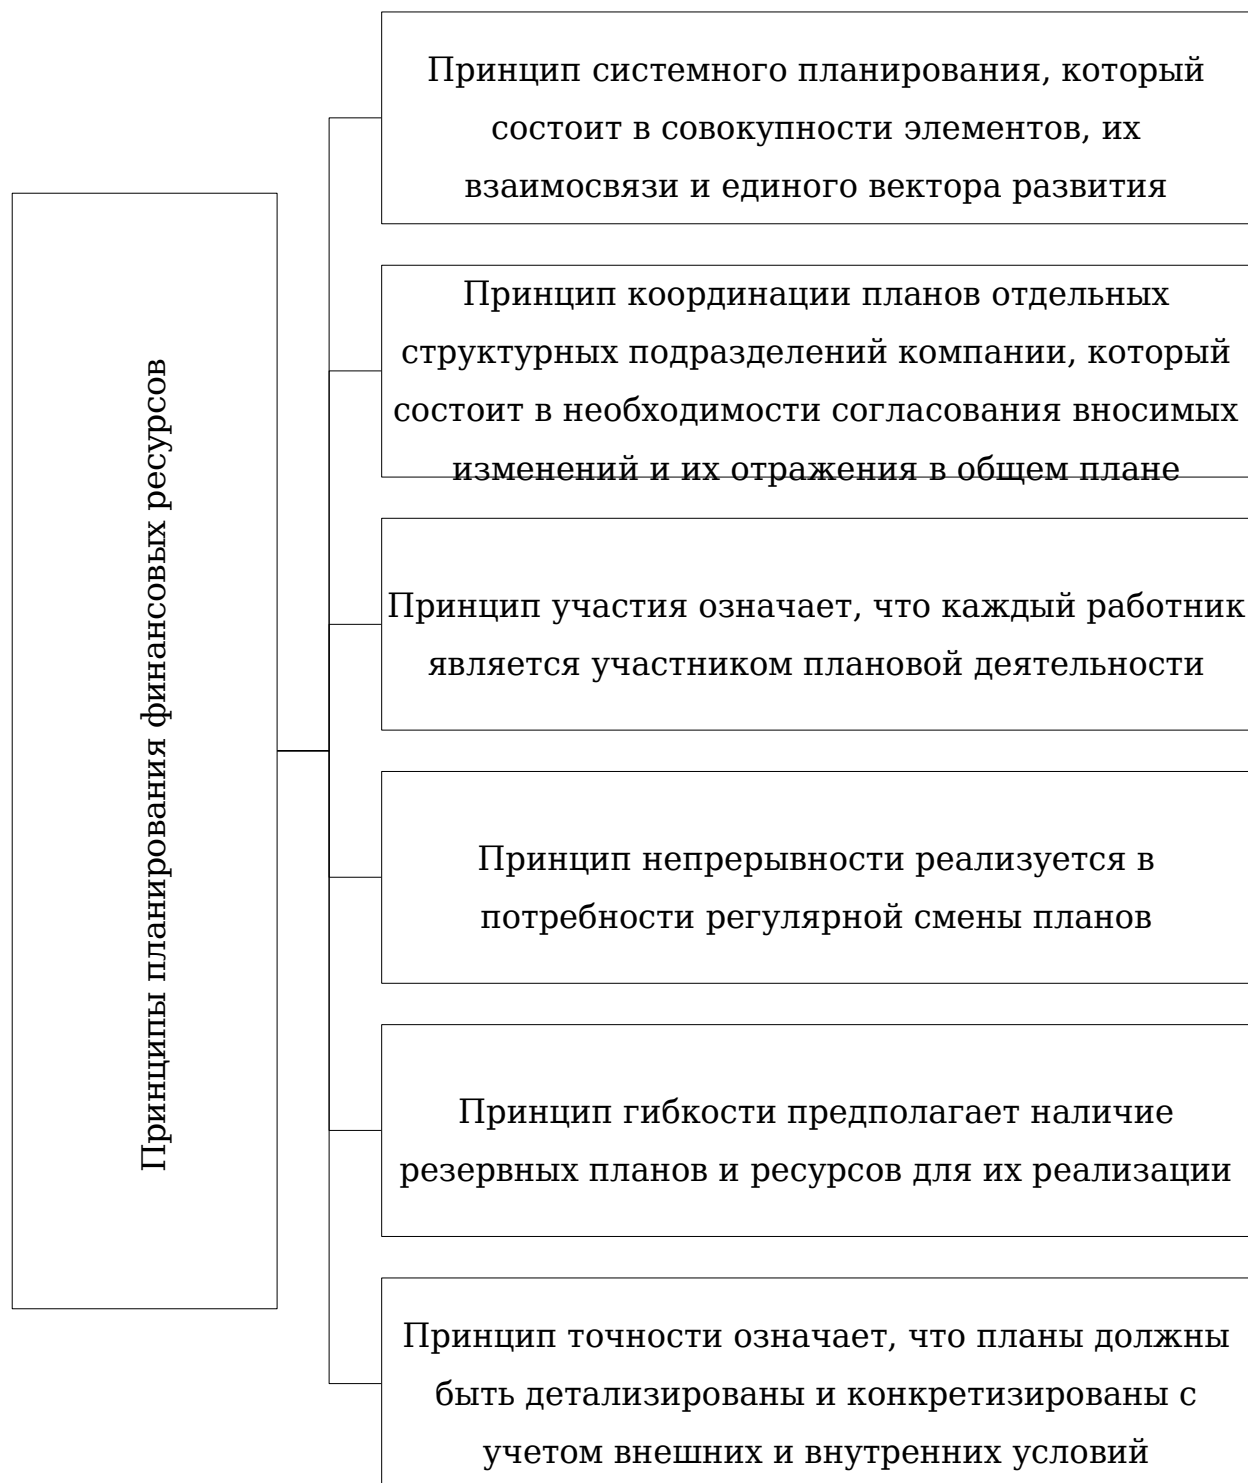 Принципы планирования финансовых ресурсов
Принцип системного планирования, который
состоит в совокупности элементов, их
взаимосвязи и единого вектора развития
Принцип координации планов отдельных
структурных подразделений компании, который
состоит в необходимости согласования вносимых
изменений и их отражения в общем плане
Принцип участия означает, что каждый работник
является участником плановой деятельности
Принцип непрерывности реализуется в
потребности регулярной смены планов
Принцип гибкости предполагает наличие
резервных планов и ресурсов для их реализации
Принцип точности означает, что планы должны
быть детализированы и конкретизированы с
учетом внешних и внутренних условий